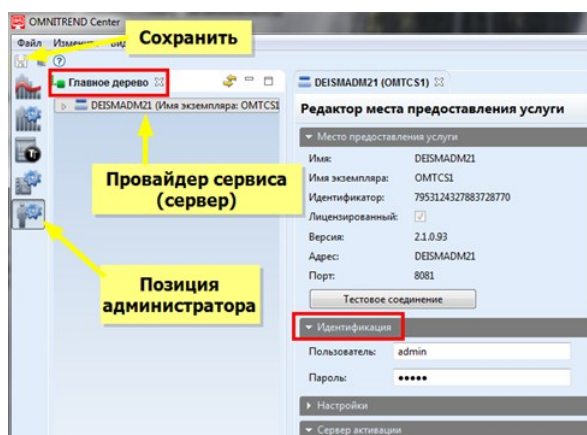 OMNITREND Center
Файл
Сохранить
Главное дерево
DEISMADM21 (Имя экземпляра: OMTCS1
Провайдер сервиса
(сервер)
Позиция
администратора
DEISMADM21 (OMTCS1)
Редактор места предоставления услуги
Место предоставления услуги
Имя: DEISMADM21
Имя экземпляра: OMTCS1
Идентификатор: 7953124327883728770
Лицензированный:
Версия: 2.1.0.93
Адрес: DEISMADM21
Порт: 8081
Тестовое соединение
Идентификация
Пользователь: admin
Пароль: •••••
Настройки
Сервер активации